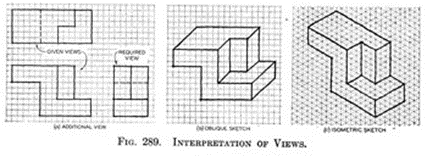 GIVEN VIEWS
REQUIRED
VIEW
(a) ADDITIONAL VIEW
(b) OBLIQUE SKETCH
(c) ISOMETRIC SKETCH
FIG. 289. INTERPRETATION OF VIEWS.